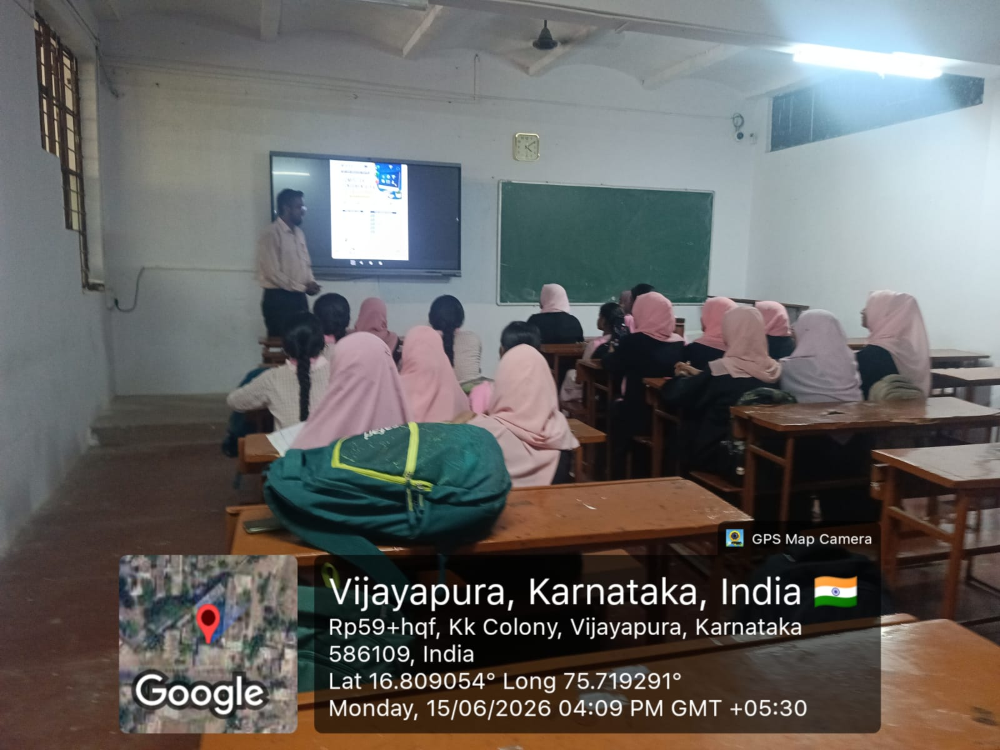 GPS Map Camera
Vijayapura, Karnataka, India
Rp59+hqf, Kk Colony, Vijayapura, Karnataka
586109, India
Lat 16.809054° Long 75.719291°
Monday, 15/06/2026 04:09 PM GMT +05:30
Google